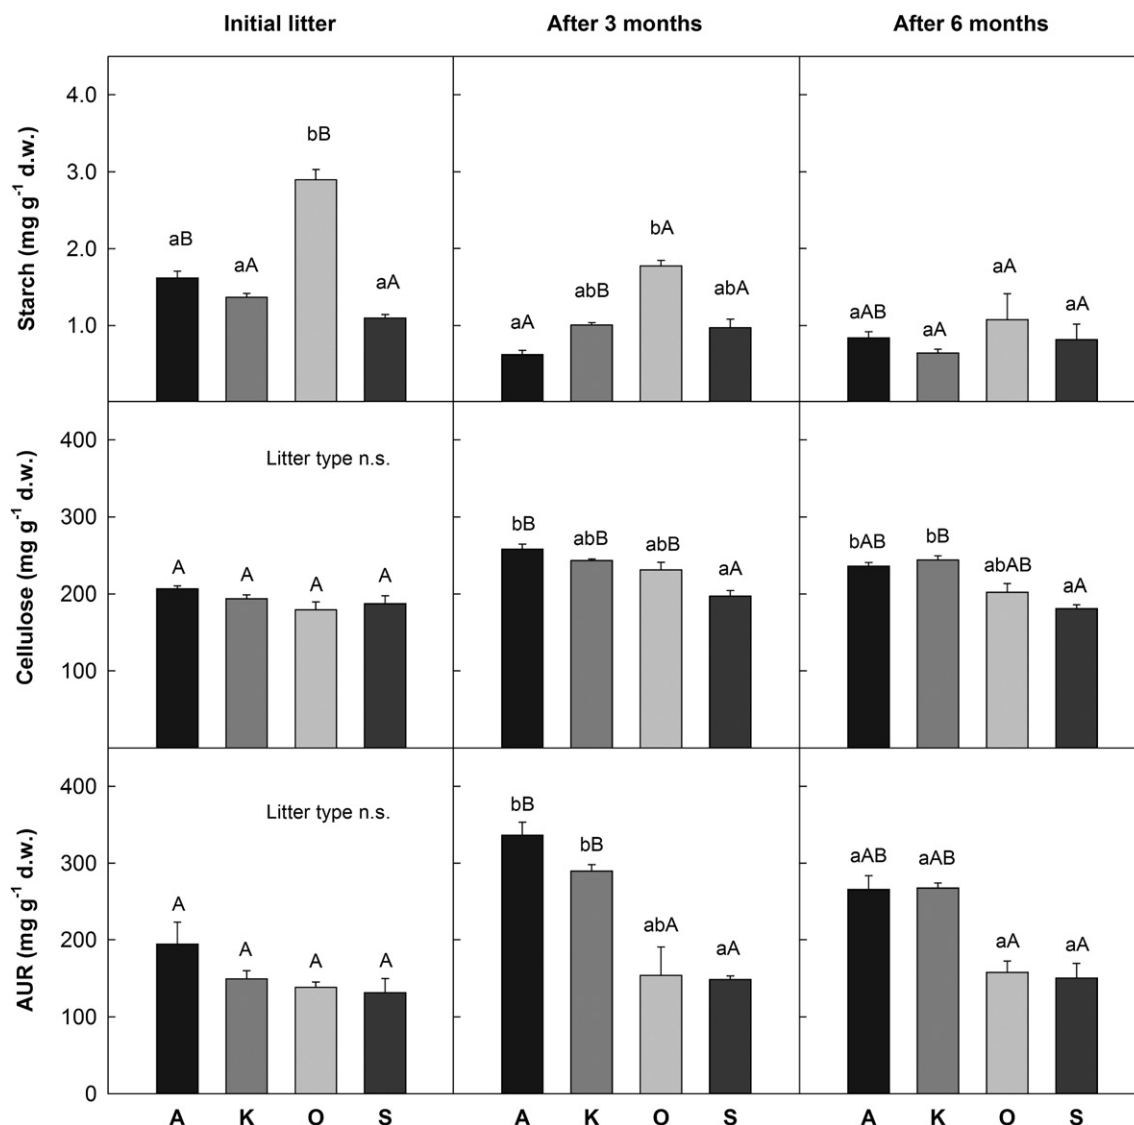 Initial litter After 3 months After 6 months
Starch (mg g⁻¹ d.w.)
4.0
3.0
2.0
1.0
aB aA bB aA
aA abB bA abA
aAB aA aA aA
Cellulose (mg g⁻¹ d.w.)
400
300
200
100
Litter type n.s.
A A A A
bB abB abB aA
bAB bB abAB aA
AUR (mg g⁻¹ d.w.)
400
300
200
100
0
Litter type n.s.
A A A A
bB bB abA aA
aAB aAB aA aA
A K O S A K O S A K O S